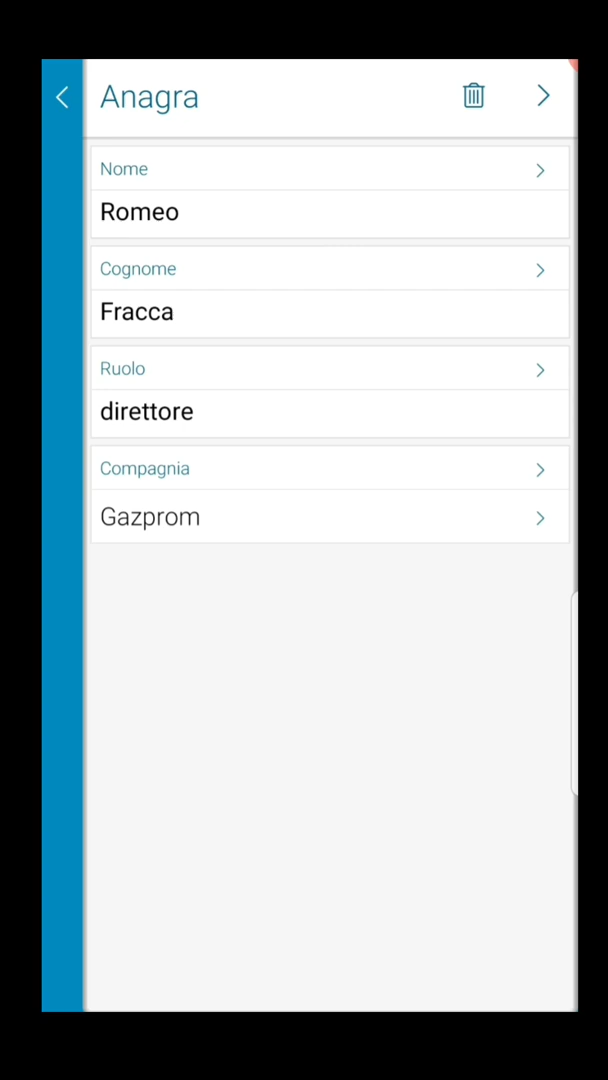 Anagra
Nome
Romeo
Cognome
Fracca
Ruolo
direttore
Compagnia
Gazprom